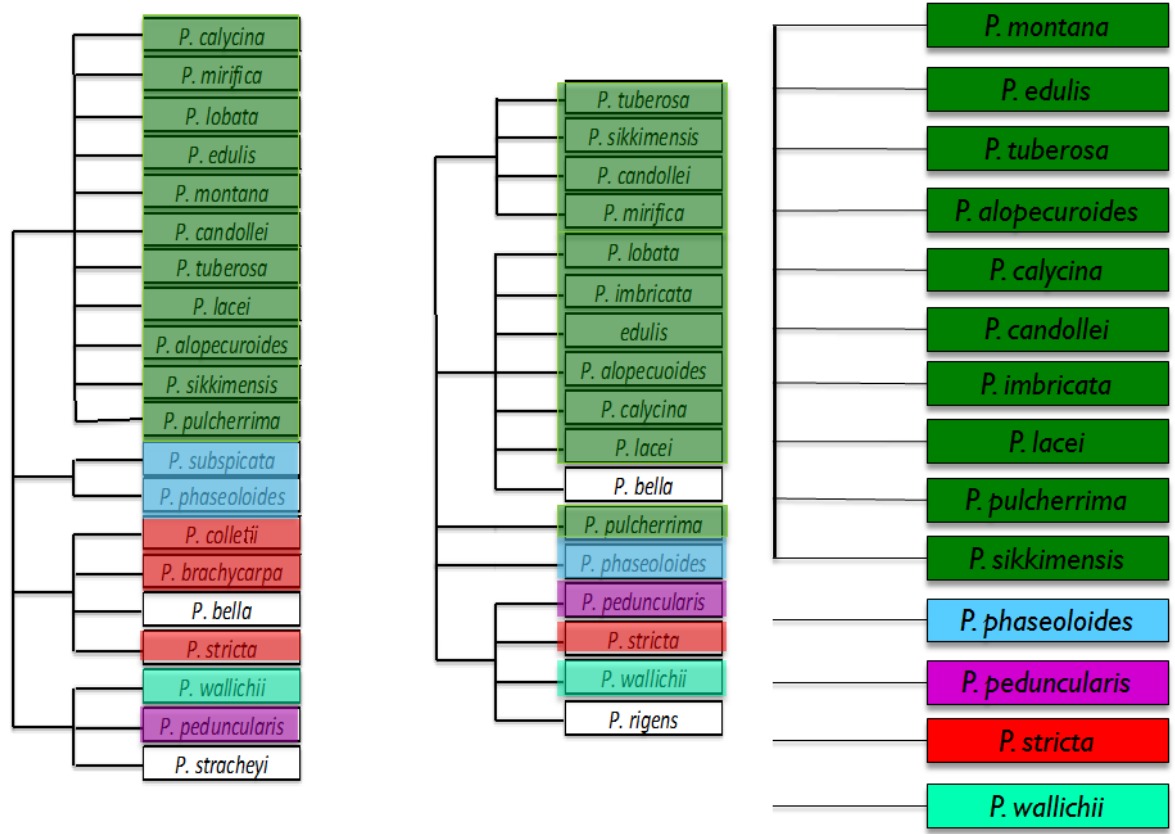 P. calycina
P. mirifica
P. lobata
P. edulis
P. montana
P. candollei
P. tuberosa
P. lacei
P. alopecuroides
P. sikkimensis
P. pulcherrima
P. subspicata
P. phaseoloides
P. colletii
P. brachycarpa
P. bella
P. stricta
P. wallichii
P. peduncularis
P. stracheyi
P. tuberosa
P. sikkimensis
P. candollei
P. mirifica
P. lobata
P. imbricata
edulis
P. alopecuoides
P. calycina
P. lacei
P. bella
P. pulcherrima
P. phaseoloides
P. peduncularis
P. stricta
P. wallichii
P. rigens
P. montana
P. edulis
P. tuberosa
P. alopecuroides
P. calycina
P. candollei
P. imbricata
P. lacei
P. pulcherrima
P. sikkimensis
P. phaseoloides
P. peduncularis
P. stricta
P. wallichii